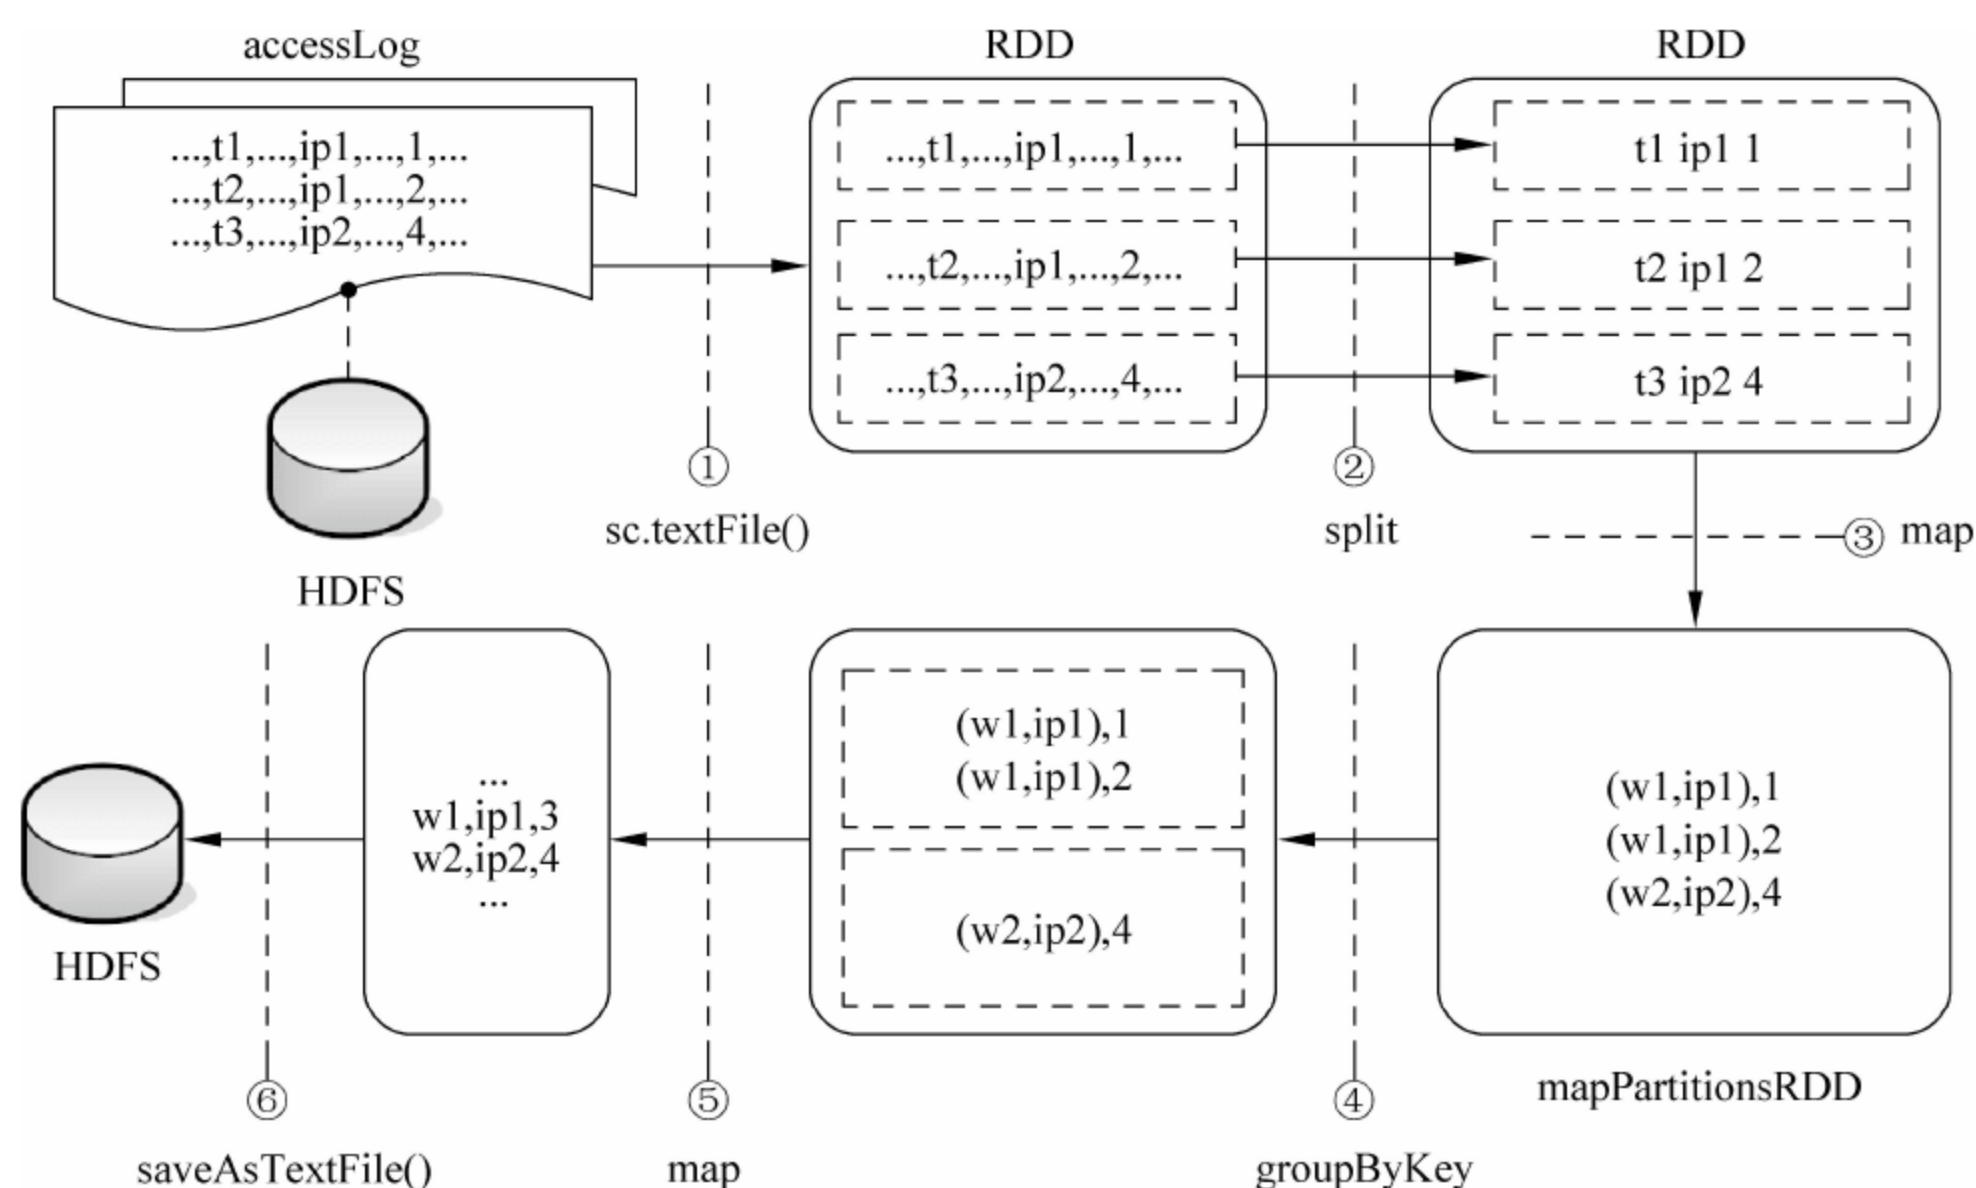 accessLog
...,t1,...,ip1,...,1,...
...,t2,...,ip1,...,2,...
...,t3,...,ip2,...,4,...
HDFS
①
sc.textFile()
RDD
...,t1,...,ip1,...,1,...
...,t2,...,ip1,...,2,...
...,t3,...,ip2,...,4,...
②
split
RDD
t1 ip1 1
t2 ip1 2
t3 ip2 4
③ map
(w1,ip1),1
(w1,ip1),2
(w2,ip2),4
mapPartitionsRDD
④
groupByKey
(w1,ip1),1
(w1,ip1),2
(w2,ip2),4
⑤
map
...
w1,ip1,3
w2,ip2,4
...
⑥
saveAsTextFile()
HDFS